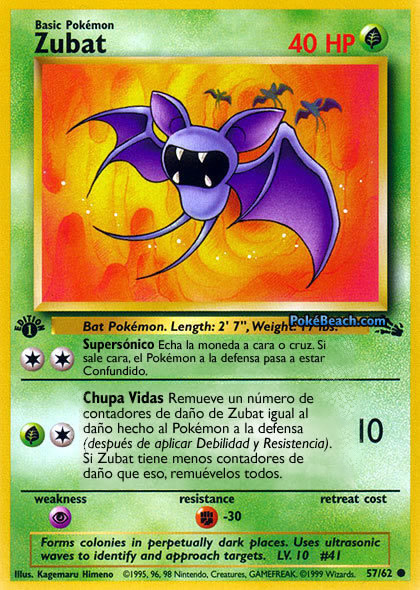 Basic Pokémon
Zubat 40 HP
EDITION
1
Bat Pokémon. Length: 2' 7", Weight: 17 lbs.
PokéBeach.com
Supersónico Echa la moneda a cara o cruz. Si
sale cara, el Pokémon a la defensa pasa a estar
Confundido.
Chupa Vidas Remueve un número de
contadores de daño de Zubat igual al
daño hecho al Pokémon a la defensa
(después de aplicar Debilidad y Resistencia).
Si Zubat tiene menos contadores de
daño que eso, remuévelos todos.
10
weakness resistance retreat cost
-30
Forms colonies in perpetually dark places. Uses ultrasonic
waves to identify and approach targets. LV. 10 #41
Illus. Kagemaru Himeno ©1995, 96, 98 Nintendo, Creatures, GAMEFREAK. ©1999 Wizards. 57/62